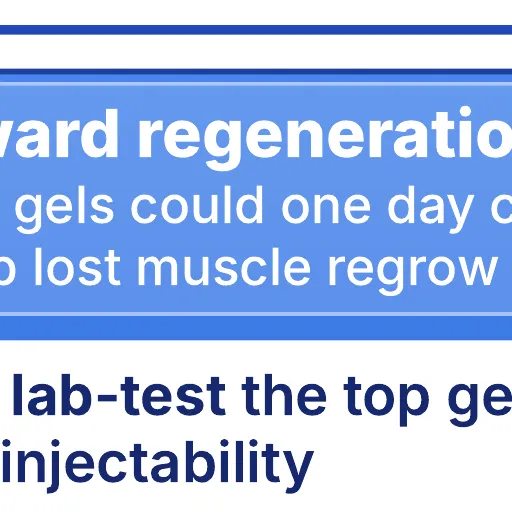 ward regeneratio
gels could one day c
p lost muscle regrow
lab-test the top ge
injectability